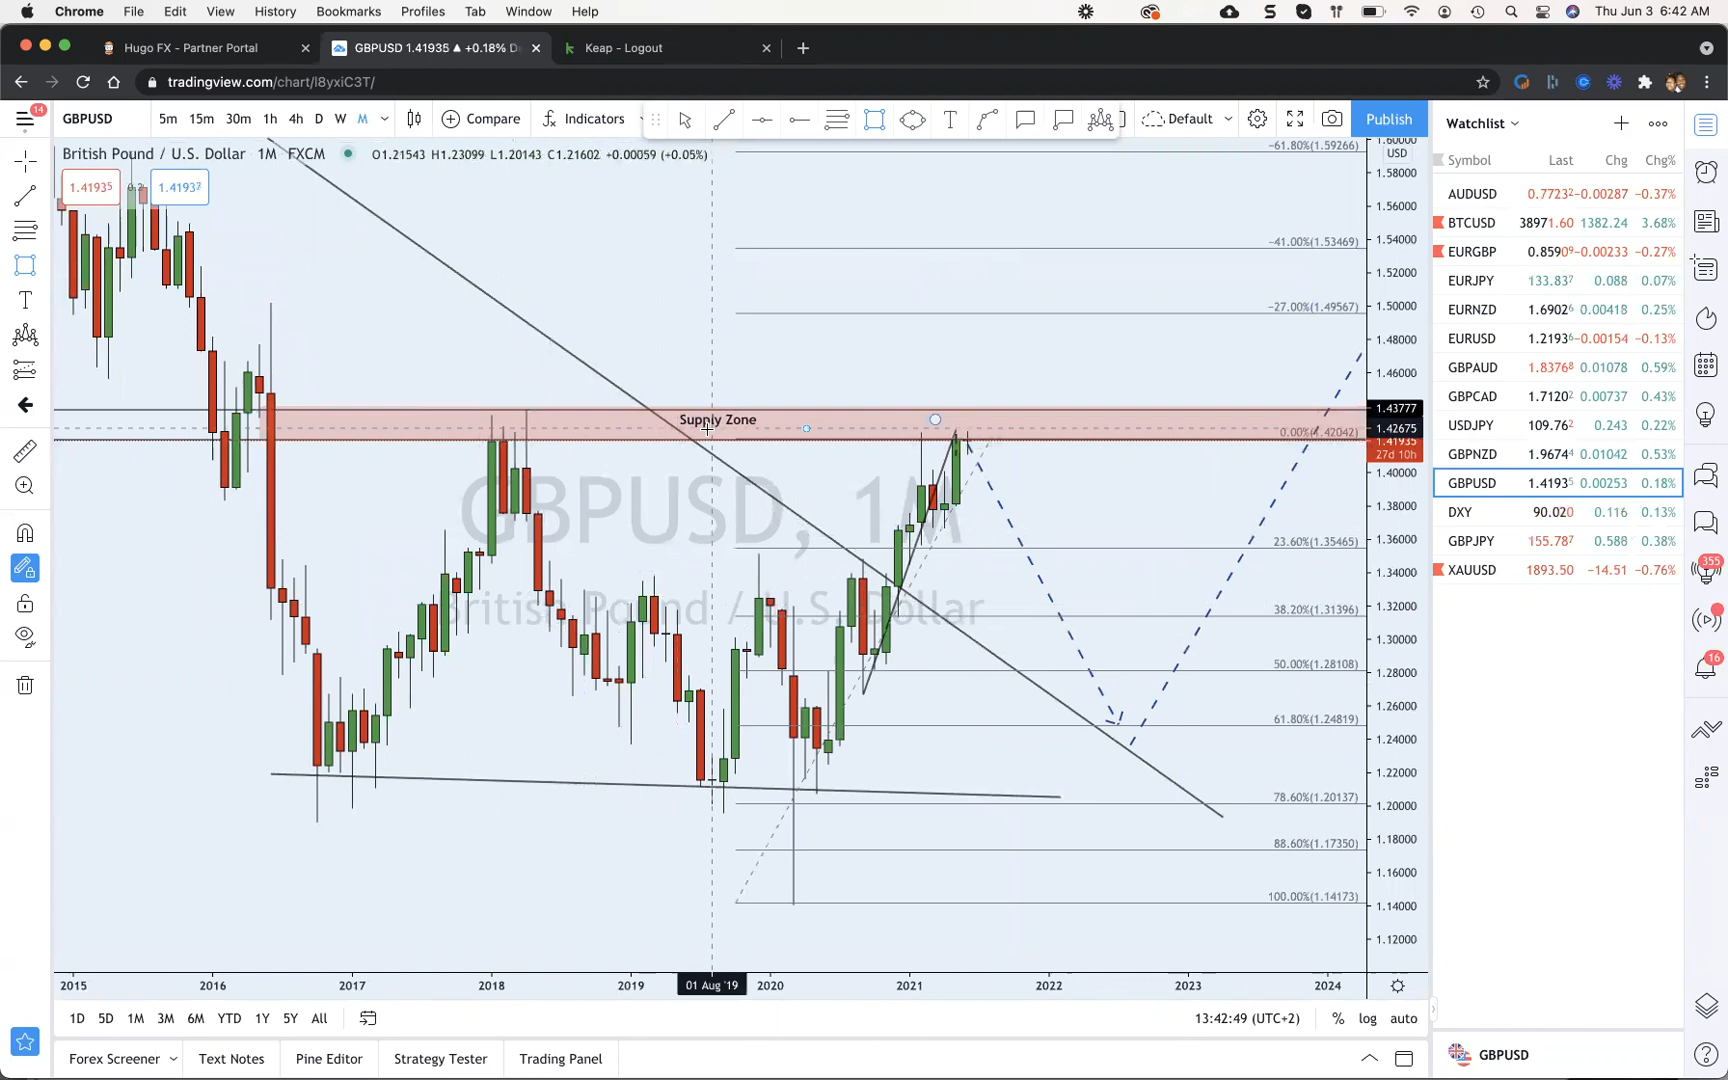 Chrome File Edit View History Bookmarks Profiles Tab Window Help Thu Jun 3 6:42 AM
Hugo FX - Partner Portal GBPUSD 1.41935 ▲ +0.18% D Keap - Logout
tradingview.com/chart/l8yxiC3T/
14 GBPUSD 5m 15m 30m 1h 4h D W M Compare Indicators T Default Publish
British Pound / U.S. Dollar 1M FXCM O1.21543 H1.23099 L1.20143 C1.21602 +0.00059 (+0.05%)
1.41935 1.41937
GBPUSD, 1M
British Pound / U.S. Dollar
Supply Zone
-61.80%(1.59266)
-41.00%(1.53469)
-27.00%(1.49567)
0.00%(1.42042)
23.60%(1.35465)
38.20%(1.31396)
50.00%(1.28108)
61.80%(1.24819)
78.60%(1.20137)
88.60%(1.17350)
100.00%(1.14173)
1.60000
USD
1.58000
1.56000
1.54000
1.52000
1.50000
1.48000
1.46000
1.43777
1.42675
1.41935
27d 10h
1.40000
1.38000
1.36000
1.34000
1.32000
1.30000
1.28000
1.26000
1.24000
1.22000
1.20000
1.18000
1.16000
1.14000
1.12000
2015 2016 2017 2018 2019 01 Aug '19 2020 2021 2022 2023 2024
1D 5D 1M 3M 6M YTD 1Y 5Y All 13:42:49 (UTC+2) % log auto
Forex Screener Text Notes Pine Editor Strategy Tester Trading Panel
Watchlist
Symbol Last Chg Chg%
AUDUSD 0.7723² -0.00287 -0.37%
BTCUSD 38971.60 1382.24 3.68%
EURGBP 0.8590⁹ -0.00233 -0.27%
EURJPY 133.83⁷ 0.088 0.07%
EURNZD 1.6902⁶ 0.00418 0.25%
EURUSD 1.2193⁶ -0.00154 -0.13%
GBPAUD 1.8376⁸ 0.01078 0.59%
GBPCAD 1.7120² 0.00737 0.43%
USDJPY 109.76² 0.243 0.22%
GBPNZD 1.9674⁴ 0.01042 0.53%
GBPUSD 1.4193⁵ 0.00253 0.18%
DXY 90.020 0.116 0.13%
GBPJPY 155.78⁷ 0.588 0.38%
XAUUSD 1893.50 -14.51 -0.76%
355
16
GBPUSD